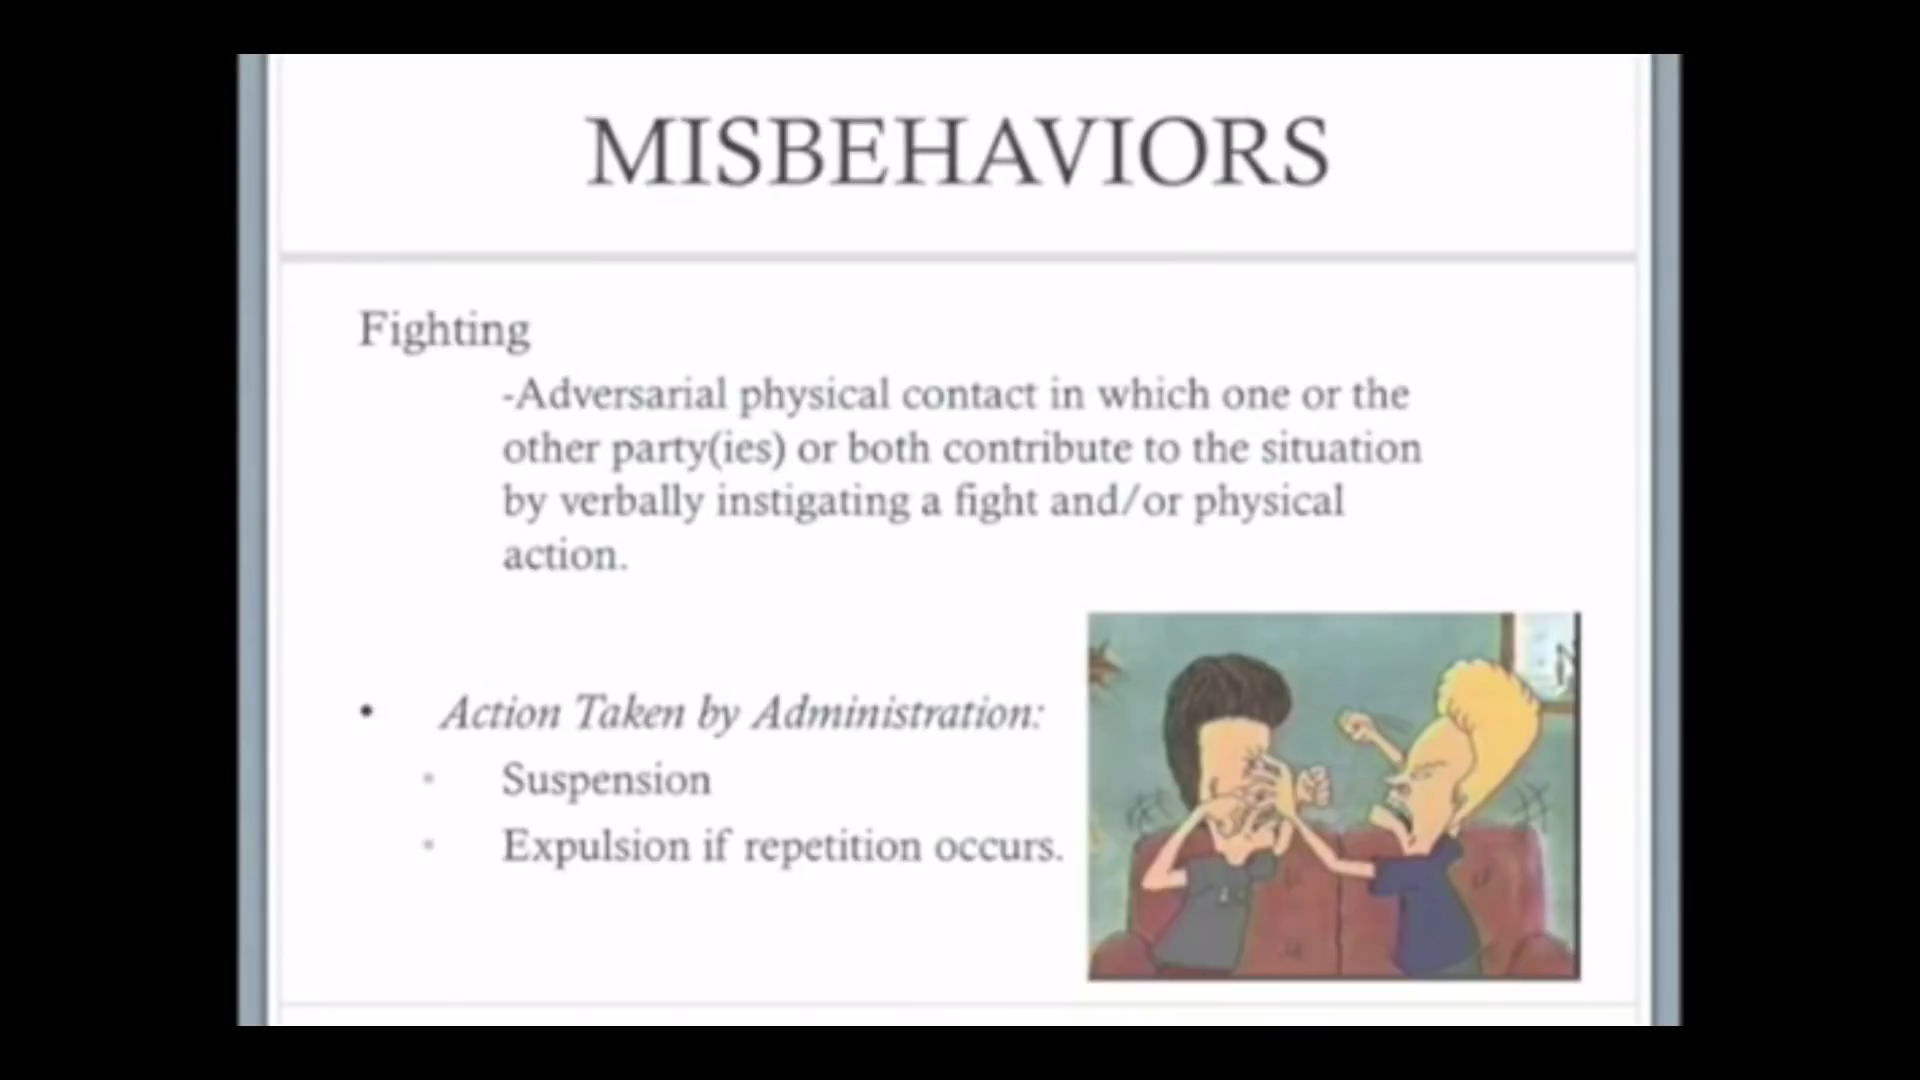 MISBEHAVIORS
Fighting
-Adversarial physical contact in which one or the
other party(ies) or both contribute to the situation
by verbally instigating a fight and/or physical
action.
• Action Taken by Administration:
• Suspension
• Expulsion if repetition occurs.